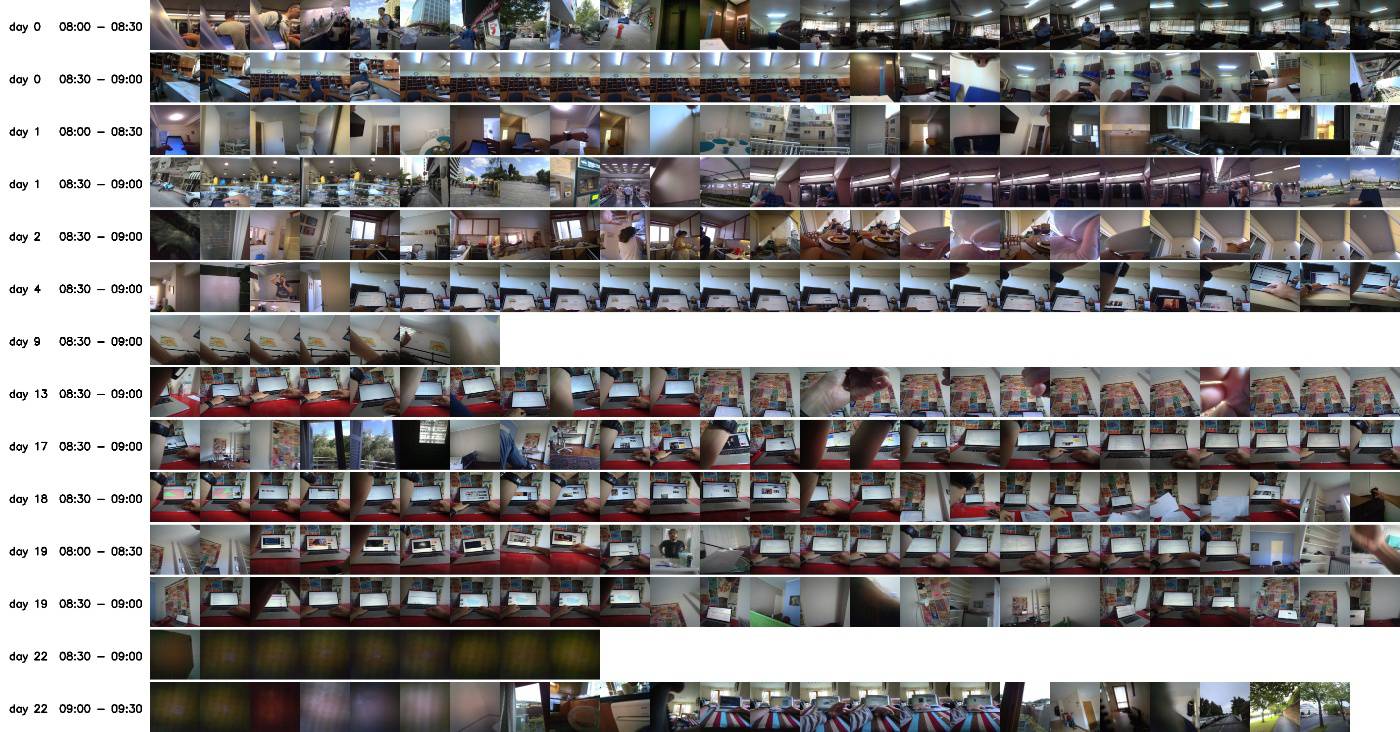 day 0 08:00 – 08:30
day 0 08:30 – 09:00
day 1 08:00 – 08:30
day 1 08:30 – 09:00
day 2 08:30 – 09:00
day 4 08:30 – 09:00
day 9 08:30 – 09:00
day 13 08:30 – 09:00
day 17 08:30 – 09:00
day 18 08:30 – 09:00
day 19 08:00 – 08:30
day 19 08:30 – 09:00
day 22 08:30 – 09:00
day 22 09:00 – 09:30